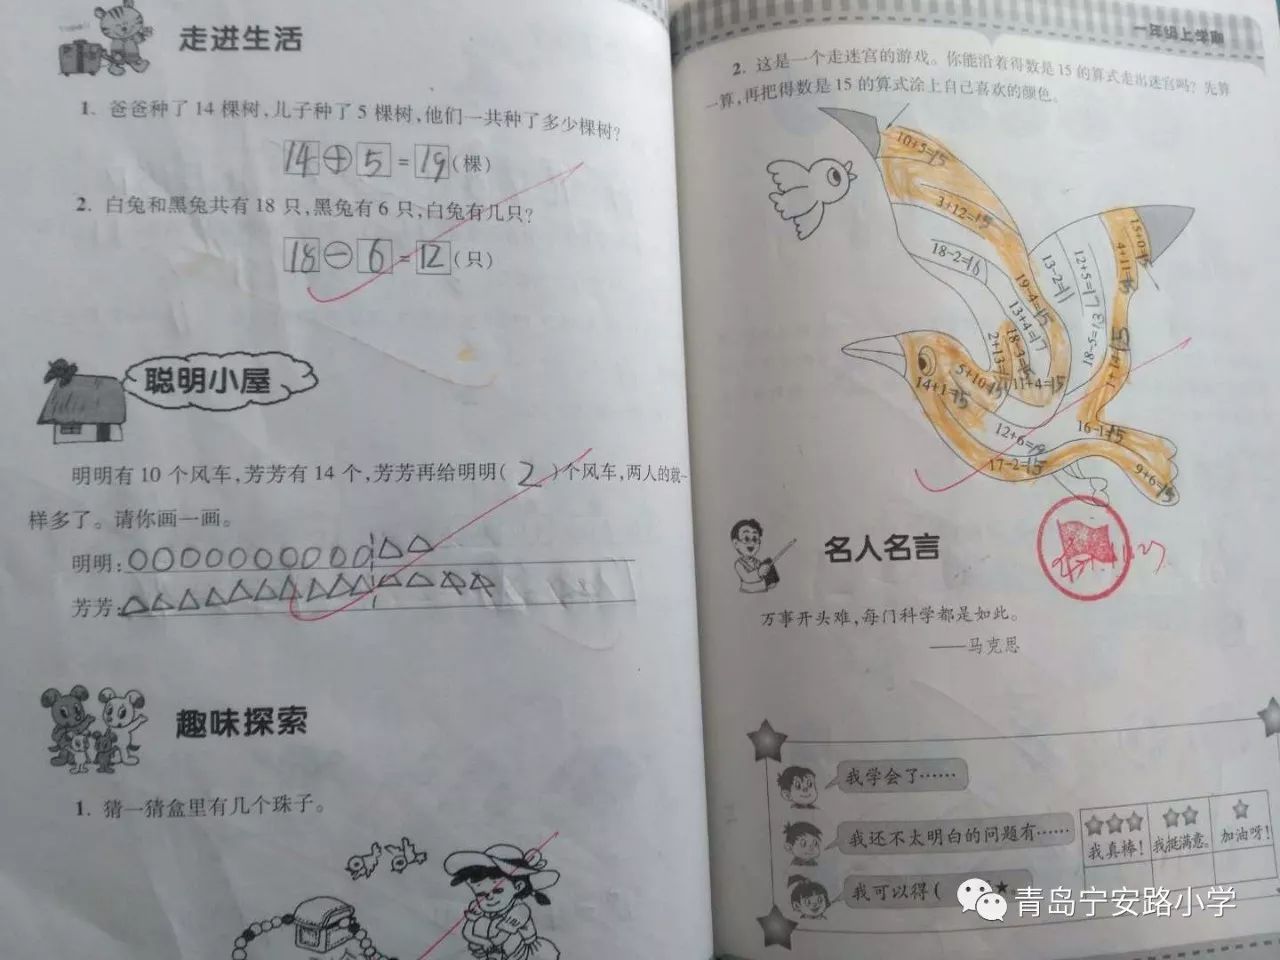 走进生活
1. 爸爸种了 14 棵树,儿子种了 5 棵树,他们一共种了多少棵树?
14 + 5 = 19 (棵)
2. 白兔和黑兔共有 18 只,黑兔有 6 只,白兔有几只?
18 - 6 = 12 (只)
聪明小屋
明明有 10 个风车,芳芳有 14 个,芳芳再给明明( 2 )个风车,两人的就一
样多了。请你画一画。
明明:
芳芳:
趣味探索
1. 猜一猜盒里有几个珠子。
一年级上学期
2. 这是一个走迷宫的游戏。你能沿着得数是 15 的算式走出迷宫吗? 先算
一算,再把得数是 15 的算式涂上自己喜欢的颜色。
10+5=15
3+12=15
18-2=16
19-4=15
13+4=17
13-2=11
12+5=17
18-5=13
15+0=15
4+11=15
1+14=15
2+13=15
18-3=15
11+4=15
5+10=15
14+1=15
12+6=18
16-1=15
17-2=15
9+6=15
名人名言
万事开头难,每门科学都是如此。
——马克思
我学会了……
我还不太明白的问题有……
我可以得(
我真棒!
我挺满意。
加油呀!
青岛宁安路小学